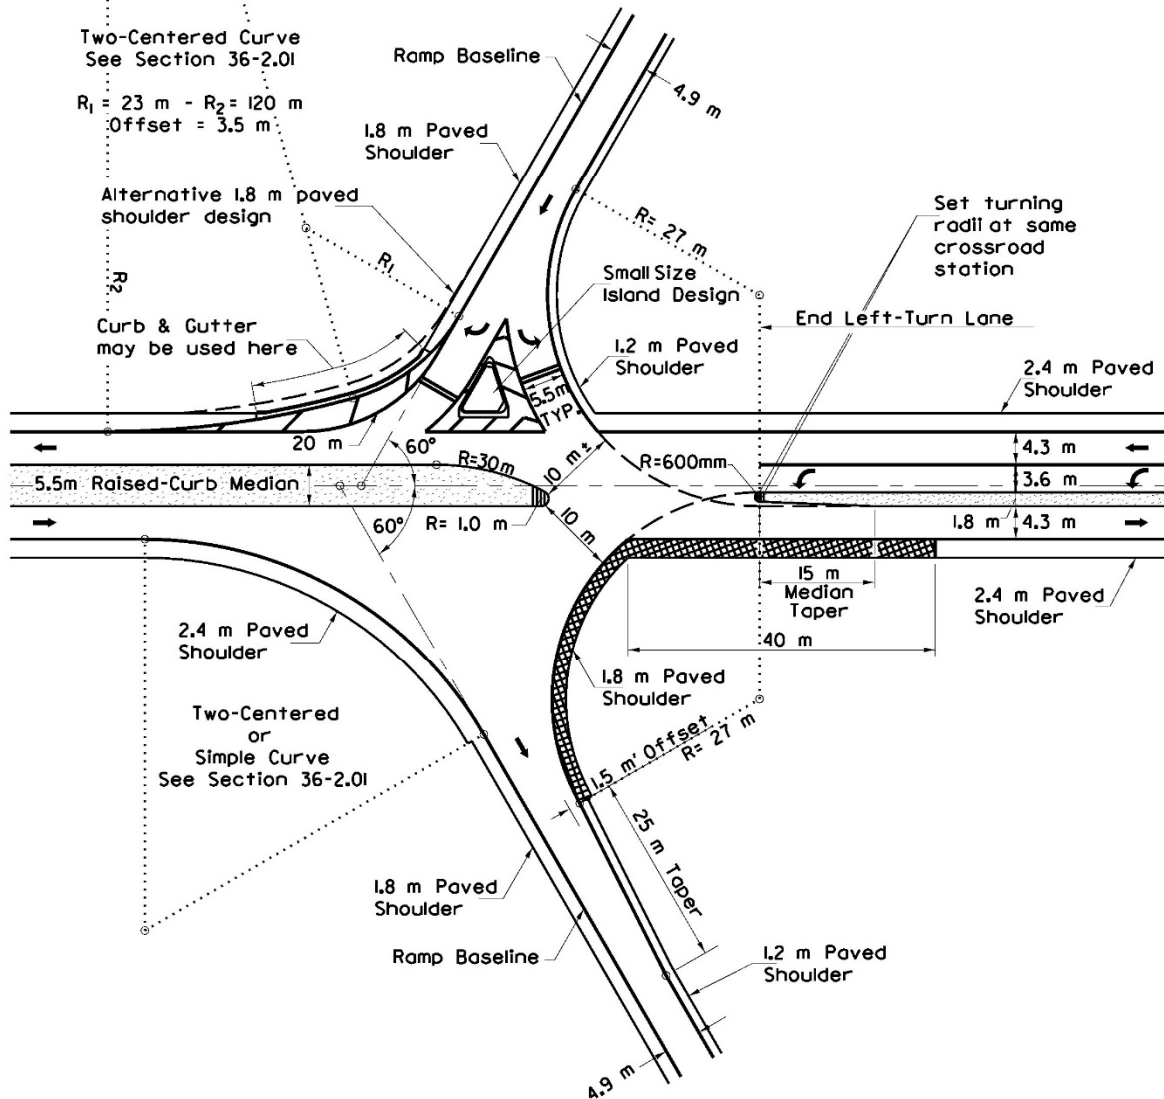 Two-Centered Curve
See Section 36-2.01
R₁ = 23 m - R₂ = 120 m
Offset = 3.5 m
Ramp Baseline
4.9 m
1.8 m Paved
Shoulder
Alternative 1.8 m paved
shoulder design
R= 27 m
Set turning
radii at same
crossroad
station
R₂
R₁
Small Size
Island Design
Curb & Gutter
may be used here
End Left-Turn Lane
1.2 m Paved
Shoulder
2.4 m Paved
Shoulder
5.5m
TYP.
20 m
60°
R=30m
10 m±
R=600mm
4.3 m
5.5m Raised-Curb Median
3.6 m
60°
R= 1.0 m
10 m
1.8 m
4.3 m
15 m
Median
Taper
2.4 m Paved
Shoulder
2.4 m Paved
Shoulder
40 m
1.8 m Paved
Shoulder
Two-Centered
or
Simple Curve
See Section 36-2.01
1.5 m' Offset
R= 27 m
25 m Taper
1.8 m Paved
Shoulder
Ramp Baseline
1.2 m Paved
Shoulder
4.9 m